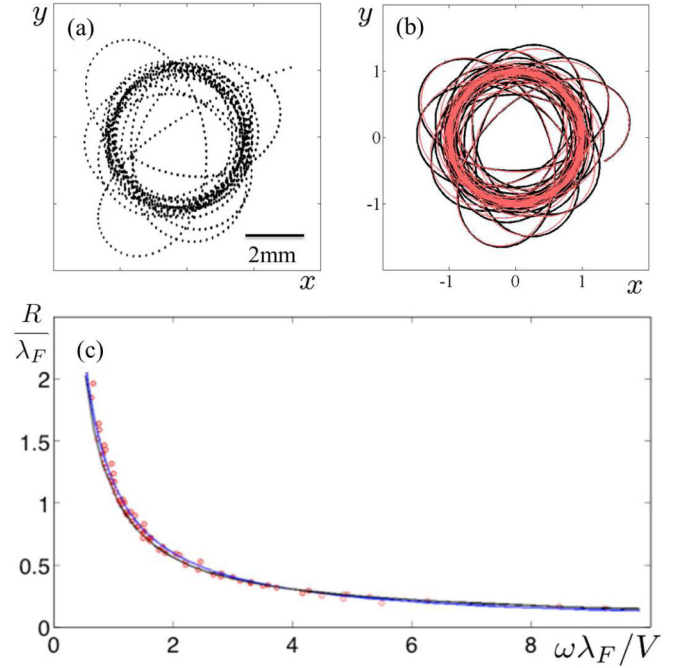 y (a)
2mm
x
y (b)
1
0
-1
-1 0 1 x
R/λ_F
(c)
2
1.5
1
0.5
0
0 2 4 6 8 ωλ_F/V